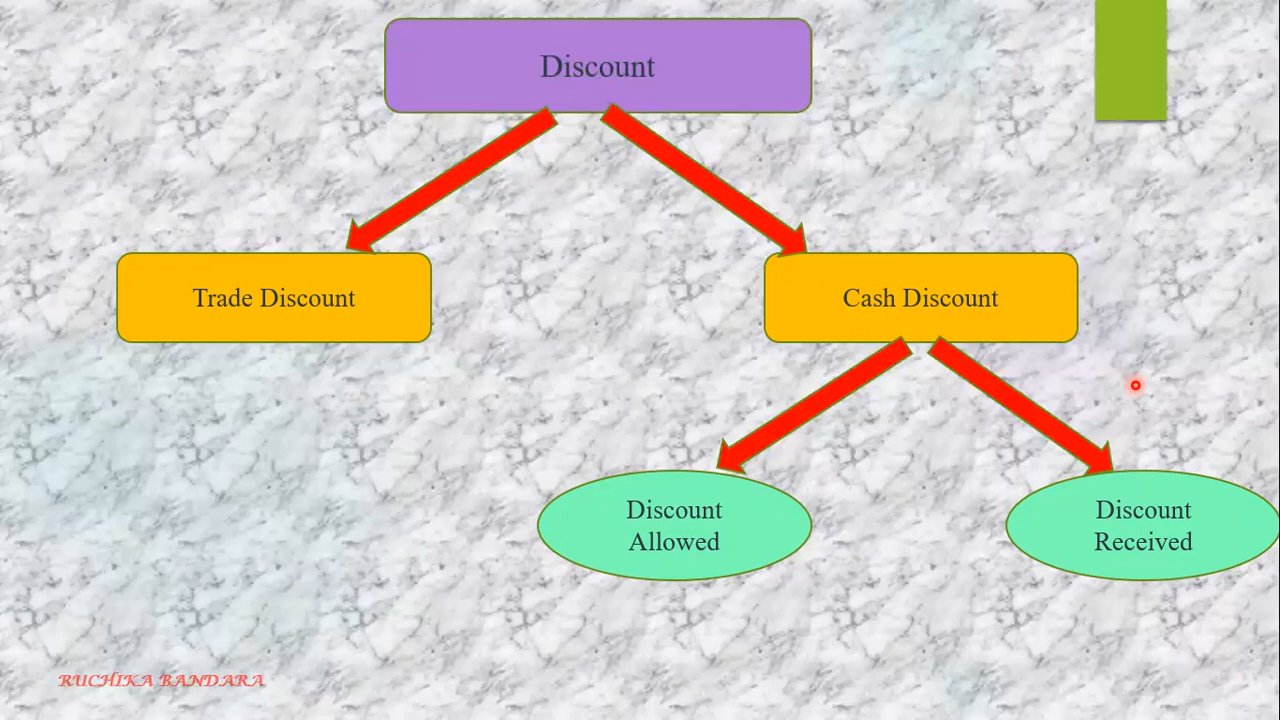 Discount
Trade Discount
Cash Discount
Discount
Allowed
Discount
Received
RUCHIKA BANDARA